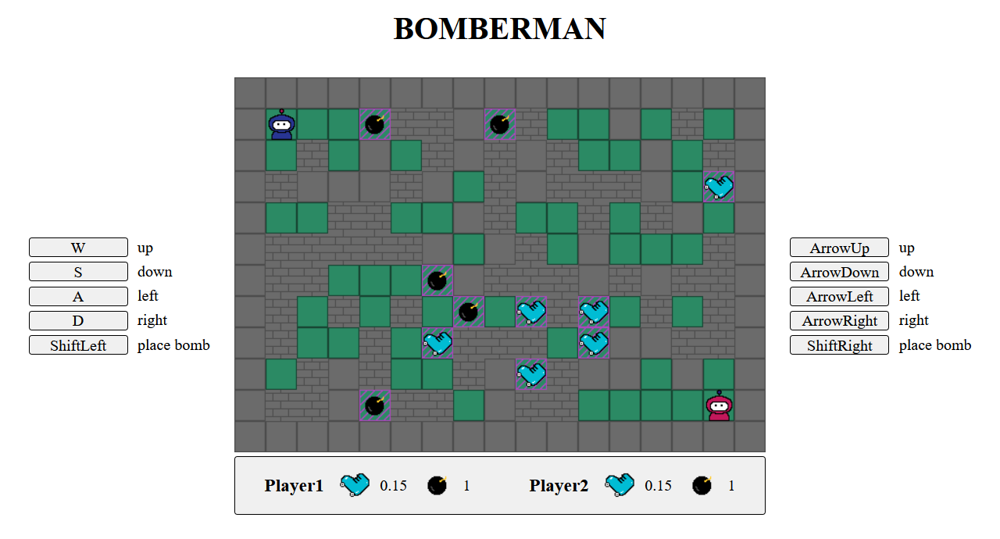 BOMBERMAN
W up
S down
A left
D right
ShiftLeft place bomb
ArrowUp up
ArrowDown down
ArrowLeft left
ArrowRight right
ShiftRight place bomb
Player1 0.15 1 Player2 0.15 1